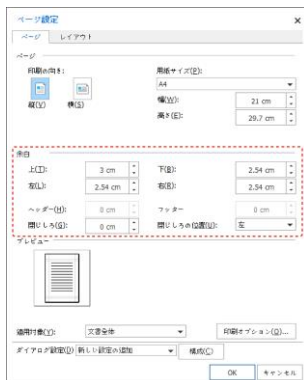 ページ設定
ページ レイアウト
ページ
印刷の向き: 用紙サイズ(P):
A4
縦(V) 横(S) 幅(W): 21 cm
高さ(E): 29.7 cm
余白
上(T): 3 cm 下(B): 2.54 cm
左(L): 2.54 cm 右(R): 2.54 cm
ヘッダー(H): 0 cm フッター 0 cm
閉じしろ(G): 0 cm 閉じしろの位置(U): 左
プレビュー
適用対象(Y): 文書全体 印刷オプション(O)...
ダイアログ設定(D) 新しい設定の追加 構成(C)
OK キャンセル